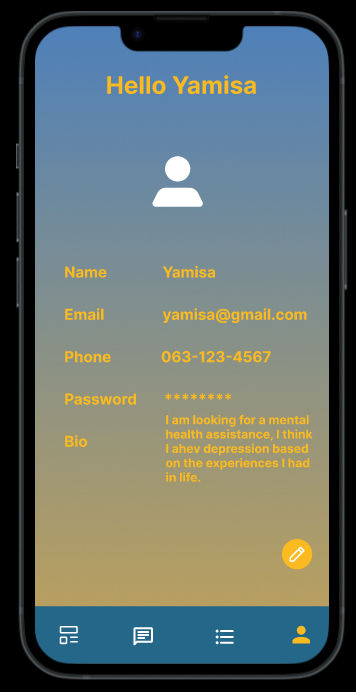 Hello Yamisa
Name Yamisa
Email yamisa@gmail.com
Phone 063-123-4567
Password ********
Bio
I am looking for a mental
health assistance, I think
I ahev depression based
on the experiences I had
in life.